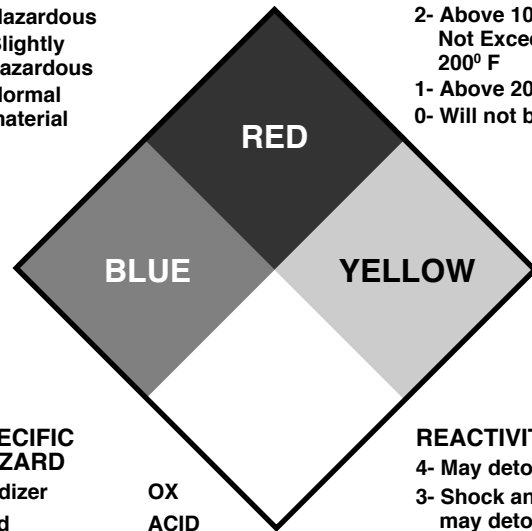 Hazardous
Slightly
Hazardous
Normal
material
2- Above 10
Not Exce
200⁰ F
1- Above 20
0- Will not b
RED
BLUE
YELLOW
ECIFIC
ZARD
dizer OX
d ACID
REACTIVIT
4- May deto
3- Shock an
may deto